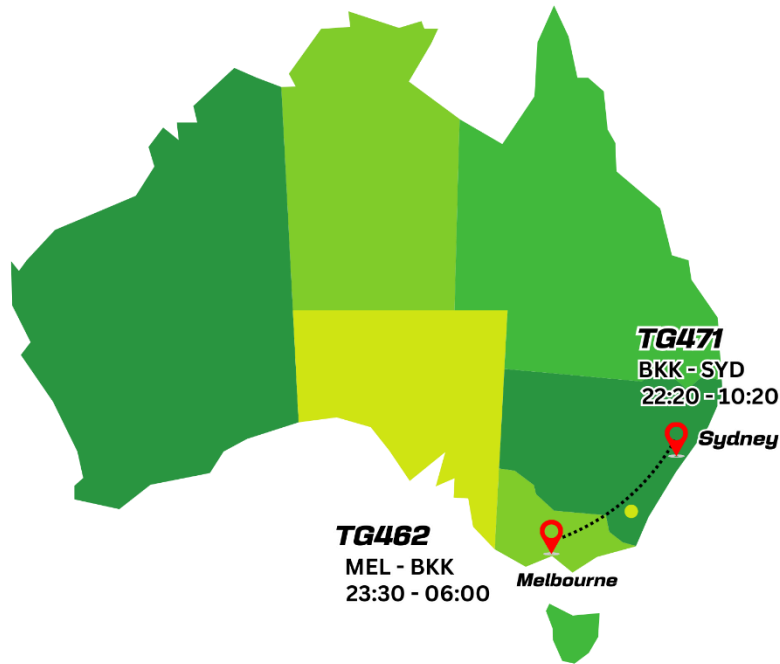 TG471
BKK - SYD
22:20 - 10:20
Sydney
TG462
MEL - BKK
23:30 - 06:00
Melbourne